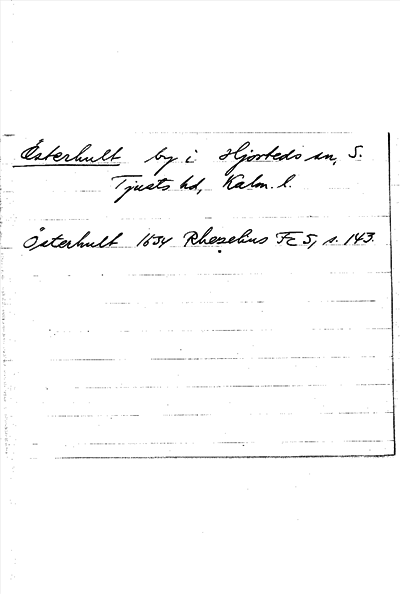 Österhult by i Hjorteds sn, S.
Tjusts hd, Kalm. l.
Österhult 1634 Rhezelius Fc 5, s. 143.